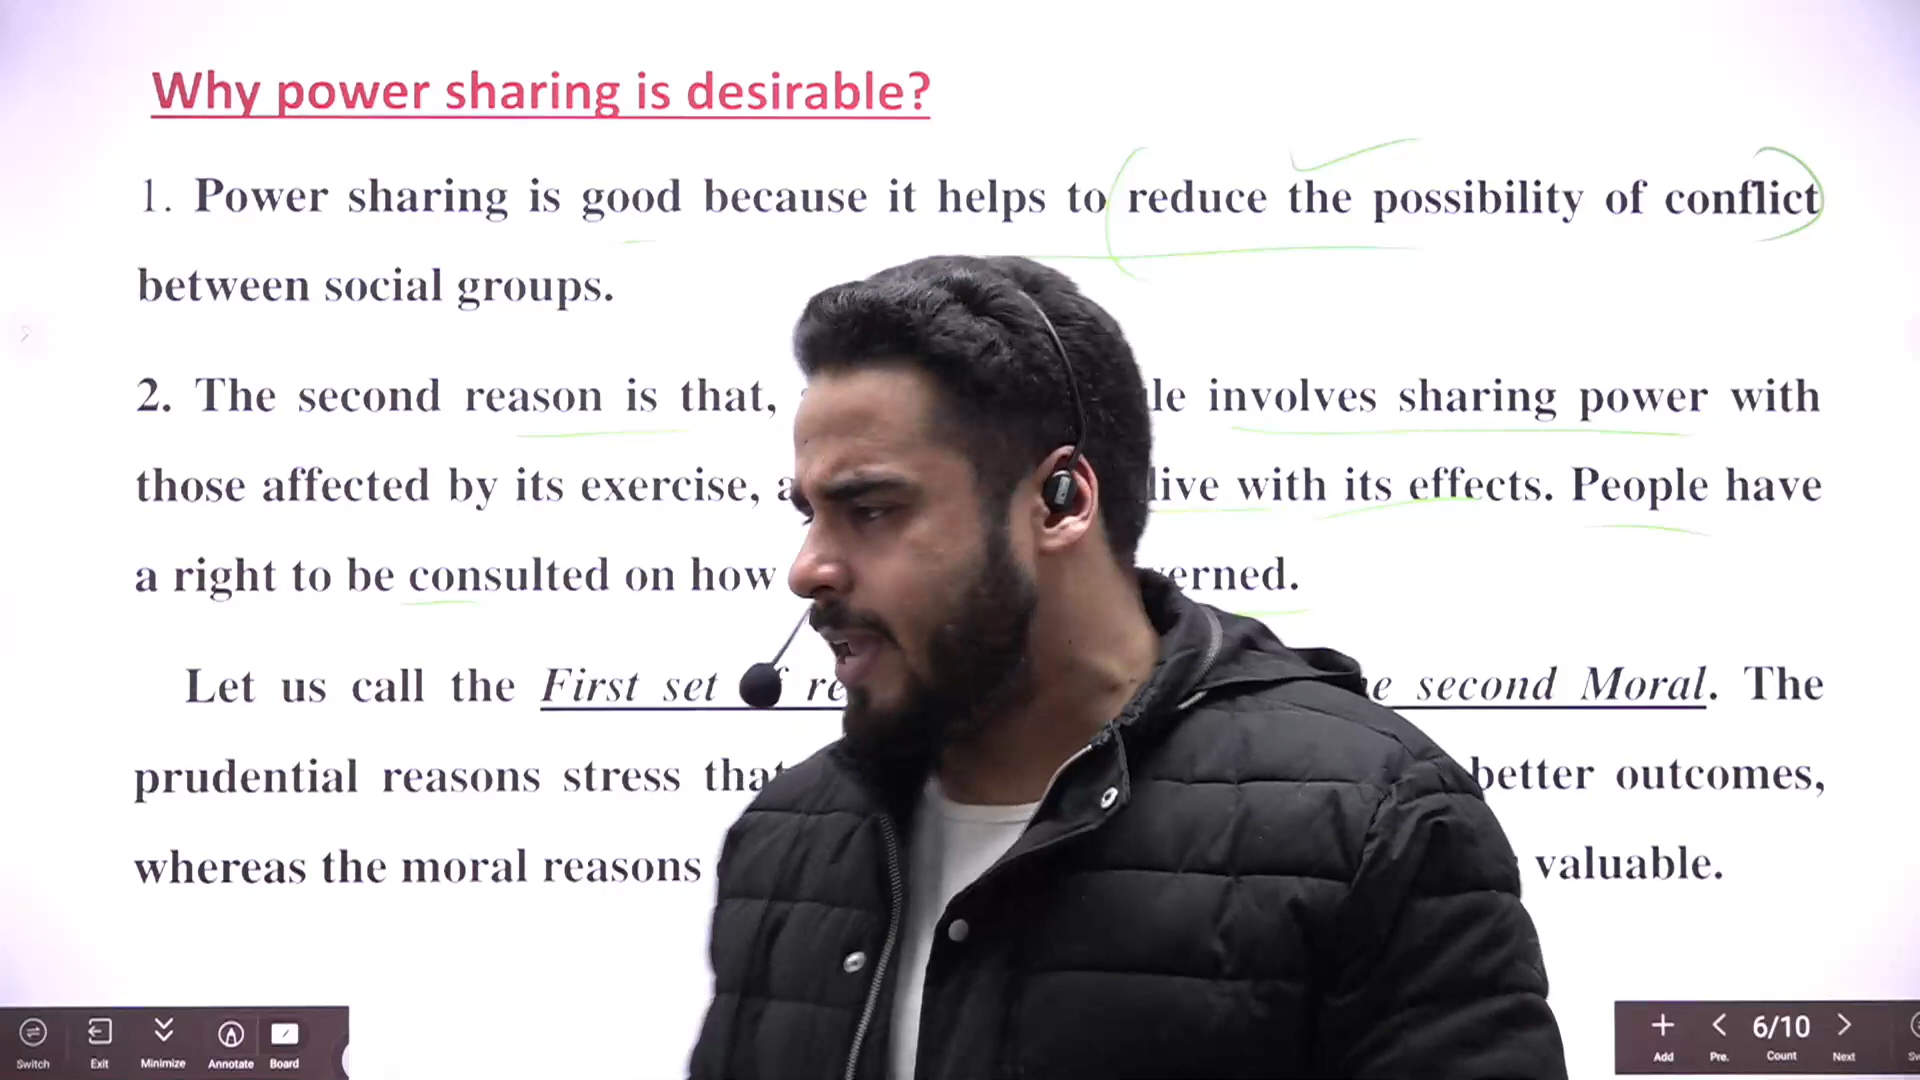 Why power sharing is desirable?
1. Power sharing is good because it helps to reduce the possibility of conflict
between social groups.
2. The second reason is that, le involves sharing power with
those affected by its exercise, a live with its effects. People have
a right to be consulted on how verned.
Let us call the First set f re e second Moral. The
prudential reasons stress that better outcomes,
whereas the moral reasons valuable.
Switch Exit Minimize Annotate Board
6/10
Add Pre. Count Next Sw